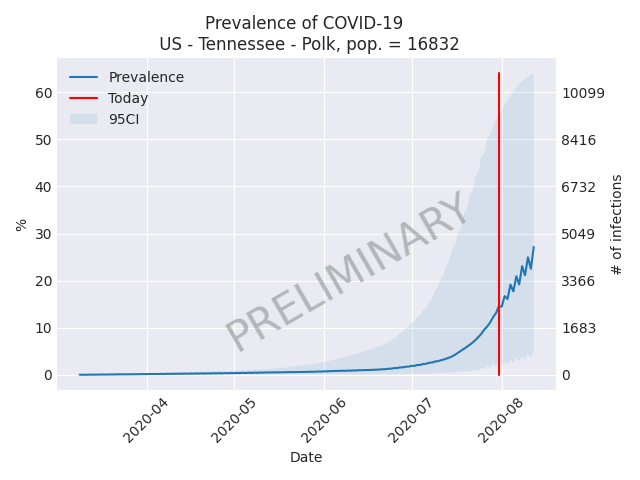 Prevalence of COVID-19
US - Tennessee - Polk, pop. = 16832
Prevalence
Today
95CI
PRELIMINARY
%
60
50
40
30
20
10
0
10099
8416
6732
5049
3366
1683
0
# of infections
2020-04
2020-05
2020-06
2020-07
2020-08
Date